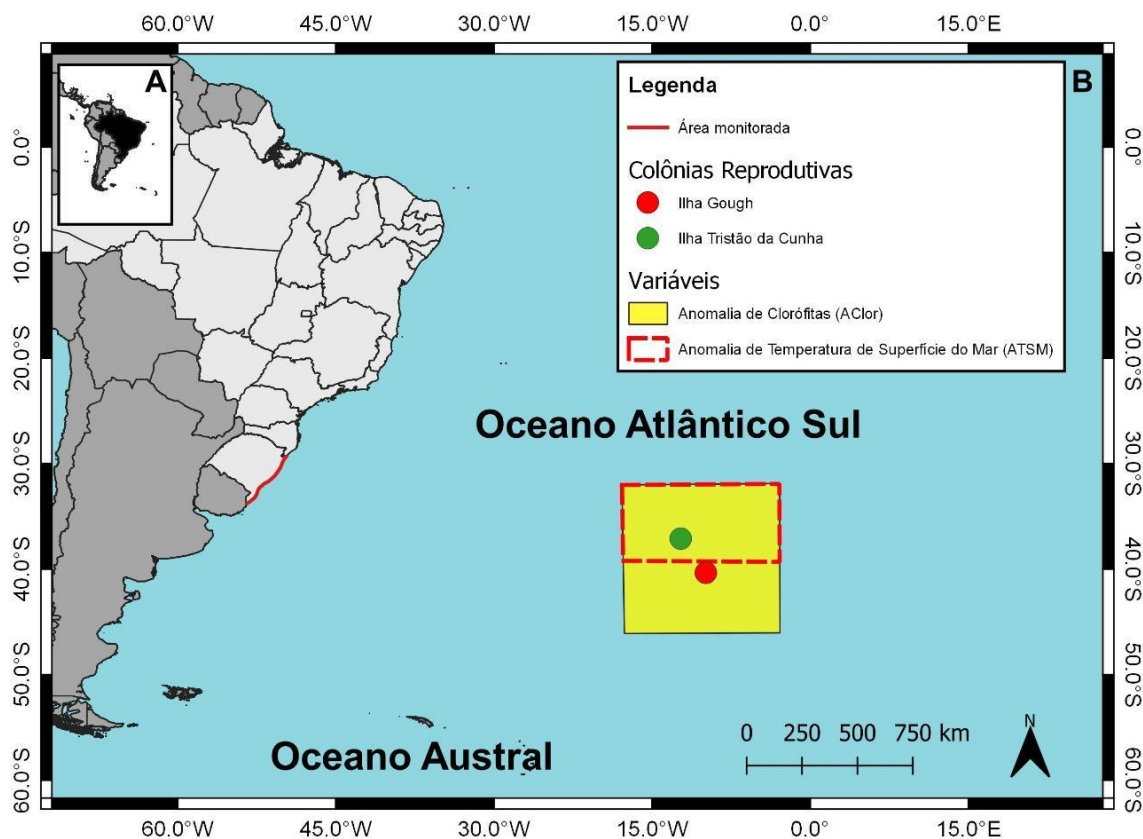 60.0°W 45.0°W 30.0°W 15.0°W 0.0° 15.0°E
A
B
Legenda
Área monitorada
Colônias Reprodutivas
Ilha Gough
Ilha Tristão da Cunha
Variáveis
Anomalia de Clorófitas (AClor)
Anomalia de Temperatura de Superfície do Mar (ATSM)
0.0°
10.0°S
20.0°S
30.0°S
40.0°S
50.0°S
60.0°S
0.0°
10.0°S
20.0°S
30.0°S
40.0°S
50.0°S
60.0°S
Oceano Atlântico Sul
Oceano Austral
0 250 500 750 km
N
60.0°W 45.0°W 30.0°W 15.0°W 0.0° 15.0°E